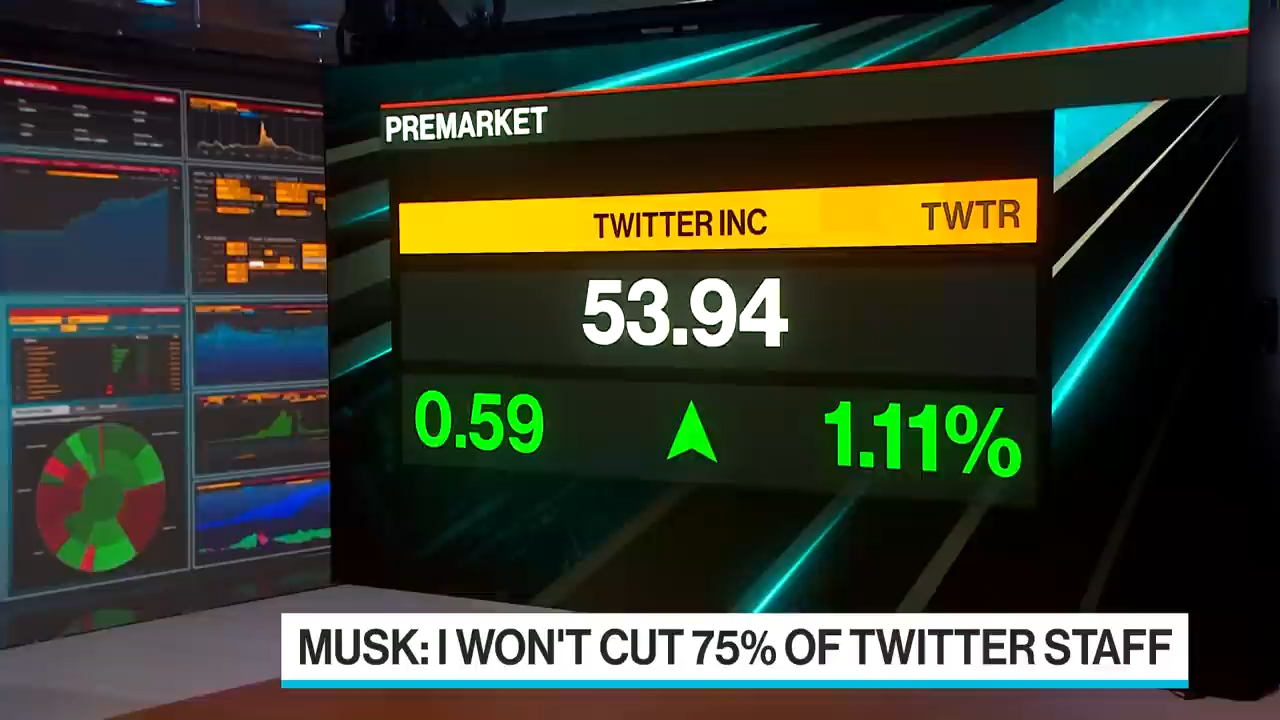 PREMARKET
TWITTER INC TWTR
53.94
0.59 1.11%
MUSK: I WON'T CUT 75% OF TWITTER STAFF